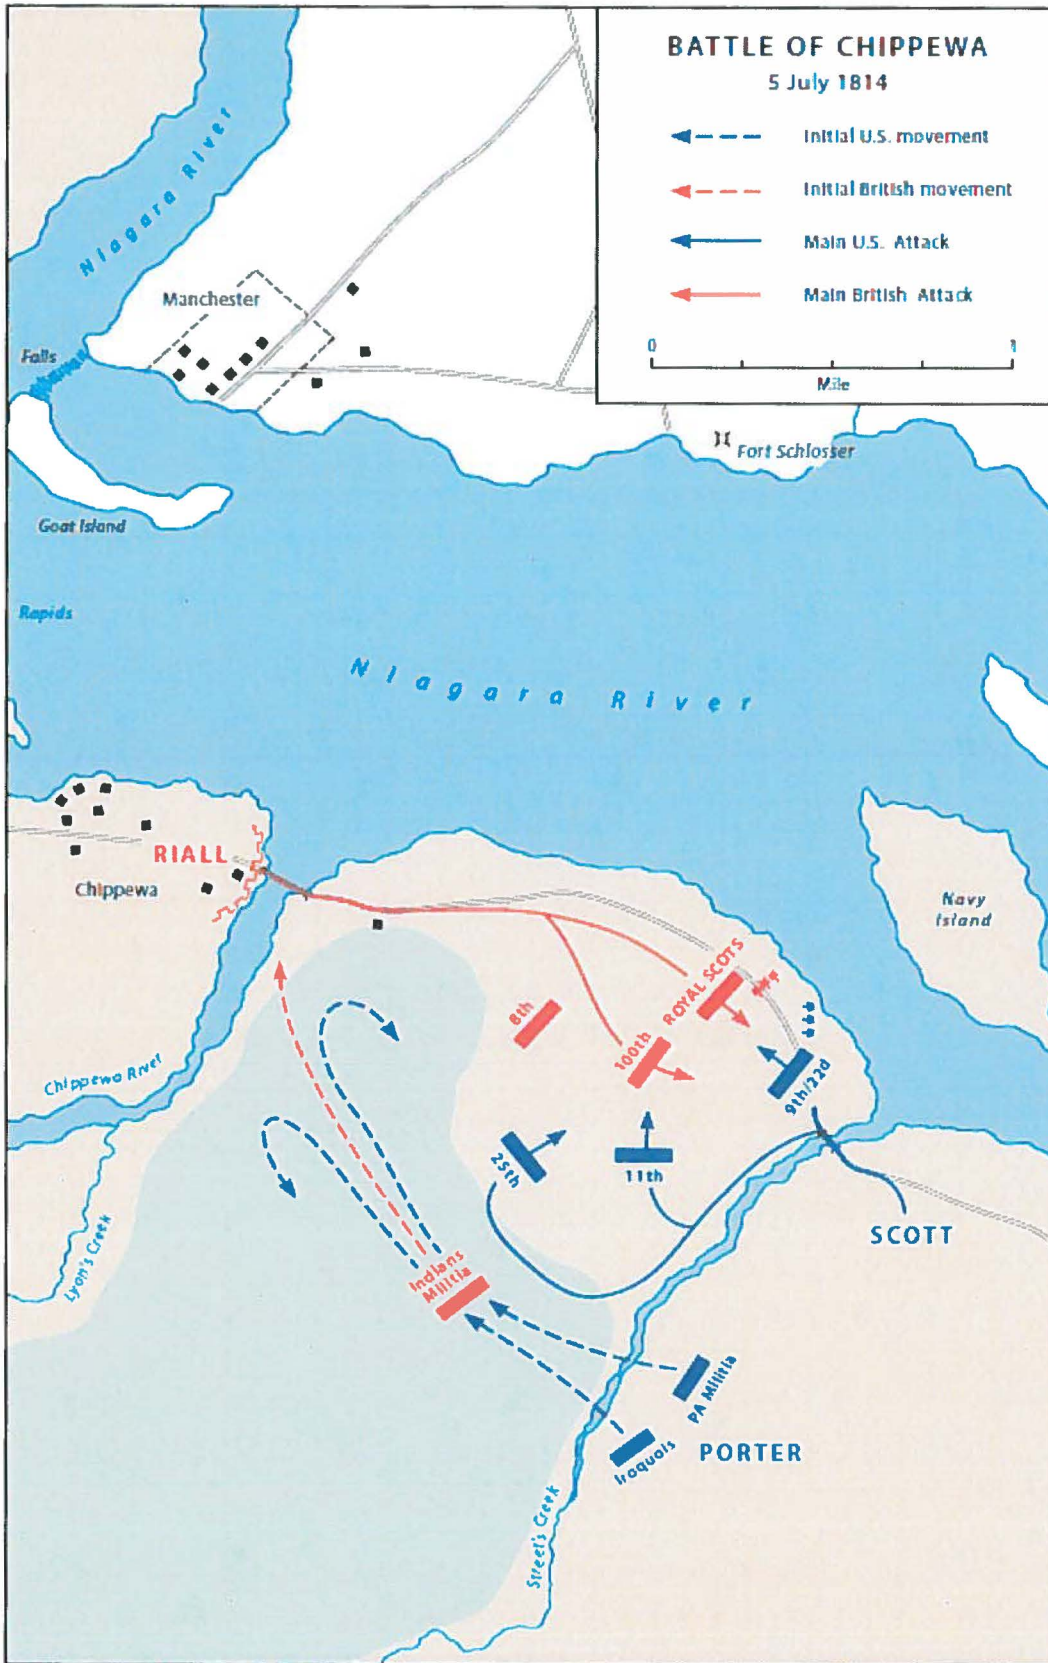 BATTLE OF CHIPPEWA
5 July 1814
Initial U.S. movement
Initial British movement
Main U.S. Attack
Main British Attack
0
1
Mile
Niagara River
Manchester
Falls
Fort Schlosser
Goat Island
Rapids
Niagara River
RIALL
Chippewa
Navy
Island
ROYAL SCOTS
8th
100th
9th/22d
Chippewa River
25th
11th
SCOTT
Lyon's Creek
Indians
Militia
PA Militia
PORTER
Iroquois
Street's Creek